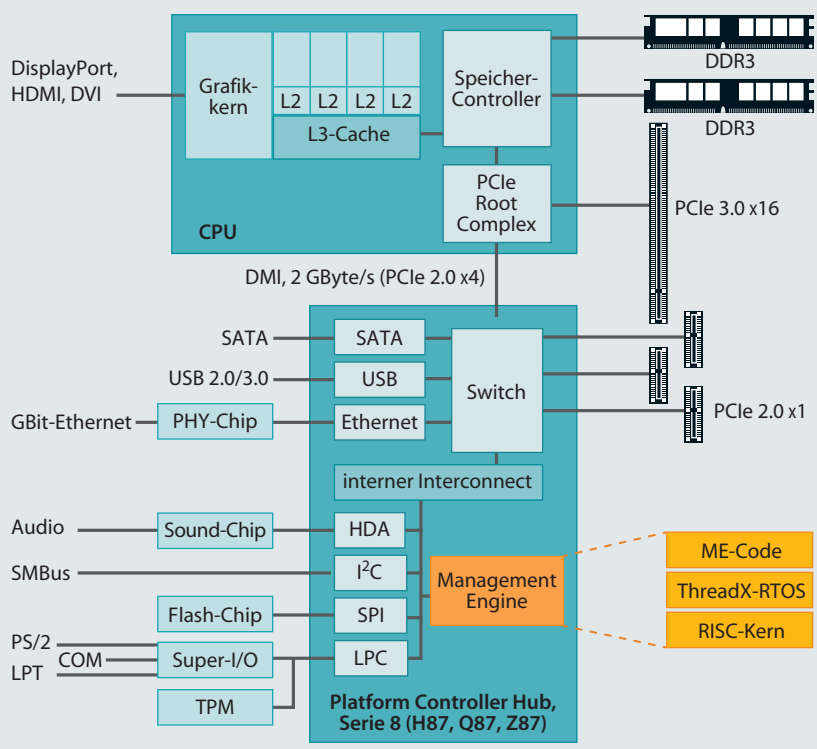 DisplayPort,
HDMI, DVI
Grafik-
kern
L2 L2 L2 L2
L3-Cache
Speicher-
Controller
DDR3
DDR3
PCIe
Root
Complex
PCIe 3.0 x16
CPU
DMI, 2 GByte/s (PCIe 2.0 x4)
SATA
SATA
USB 2.0/3.0
USB
Switch
GBit-Ethernet
PHY-Chip
Ethernet
PCIe 2.0 x1
interner Interconnect
Audio
Sound-Chip
HDA
SMBus
I²C
Management
Engine
ME-Code
ThreadX-RTOS
RISC-Kern
Flash-Chip
SPI
PS/2
COM
LPT
Super-I/O
LPC
TPM
Platform Controller Hub,
Serie 8 (H87, Q87, Z87)